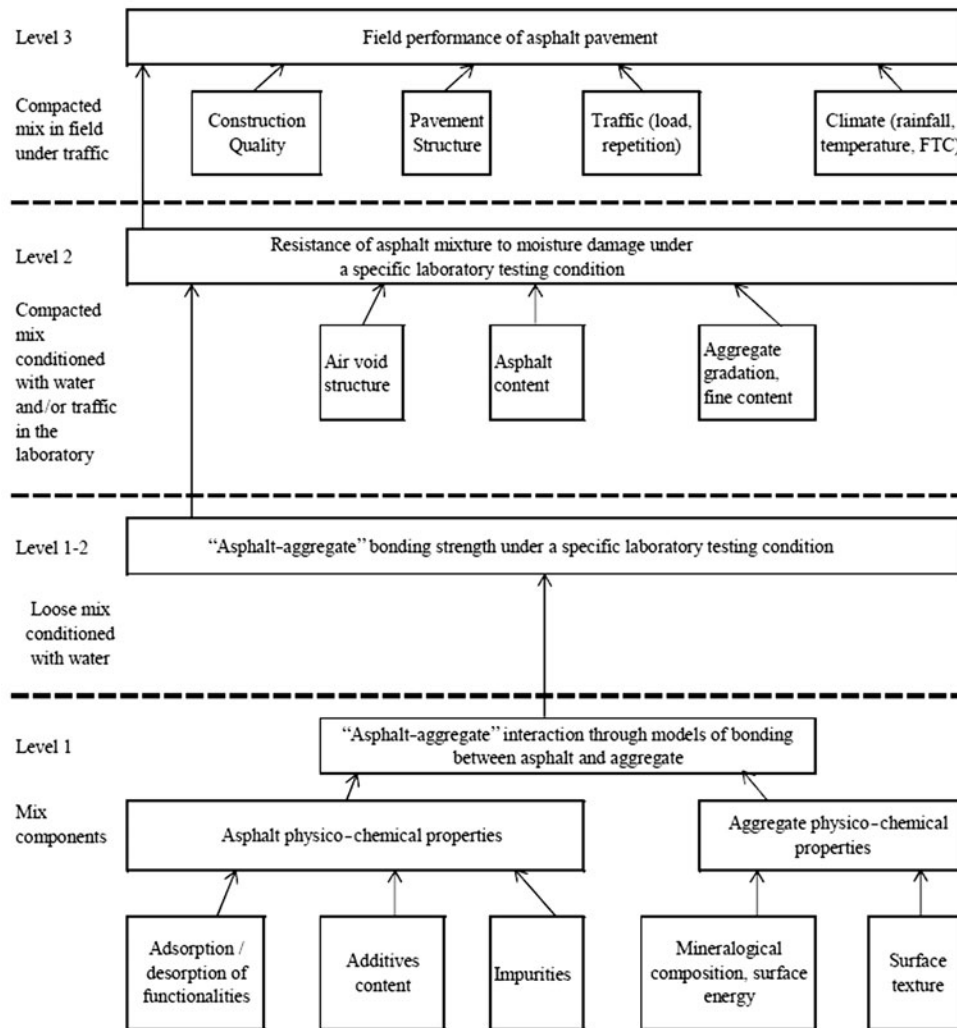 Level 3
Field performance of asphalt pavement
Compacted
mix in field
under traffic
Construction
Quality
Pavement
Structure
Traffic (load,
repetition)
Climate (rainfall,
temperature, FTC)
Level 2
Resistance of asphalt mixture to moisture damage under
a specific laboratory testing condition
Compacted
mix
conditioned
with water
and/or traffic
in the
laboratory
Air void
structure
Asphalt
content
Aggregate
gradation,
fine content
Level 1-2
“Asphalt-aggregate” bonding strength under a specific laboratory testing condition
Loose mix
conditioned
with water
Level 1
“Asphalt-aggregate” interaction through models of bonding
between asphalt and aggregate
Mix
components
Asphalt physico-chemical properties
Aggregate physico-chemical
properties
Adsorption /
desorption of
functionalities
Additives
content
Impurities
Mineralogical
composition, surface
energy
Surface
texture